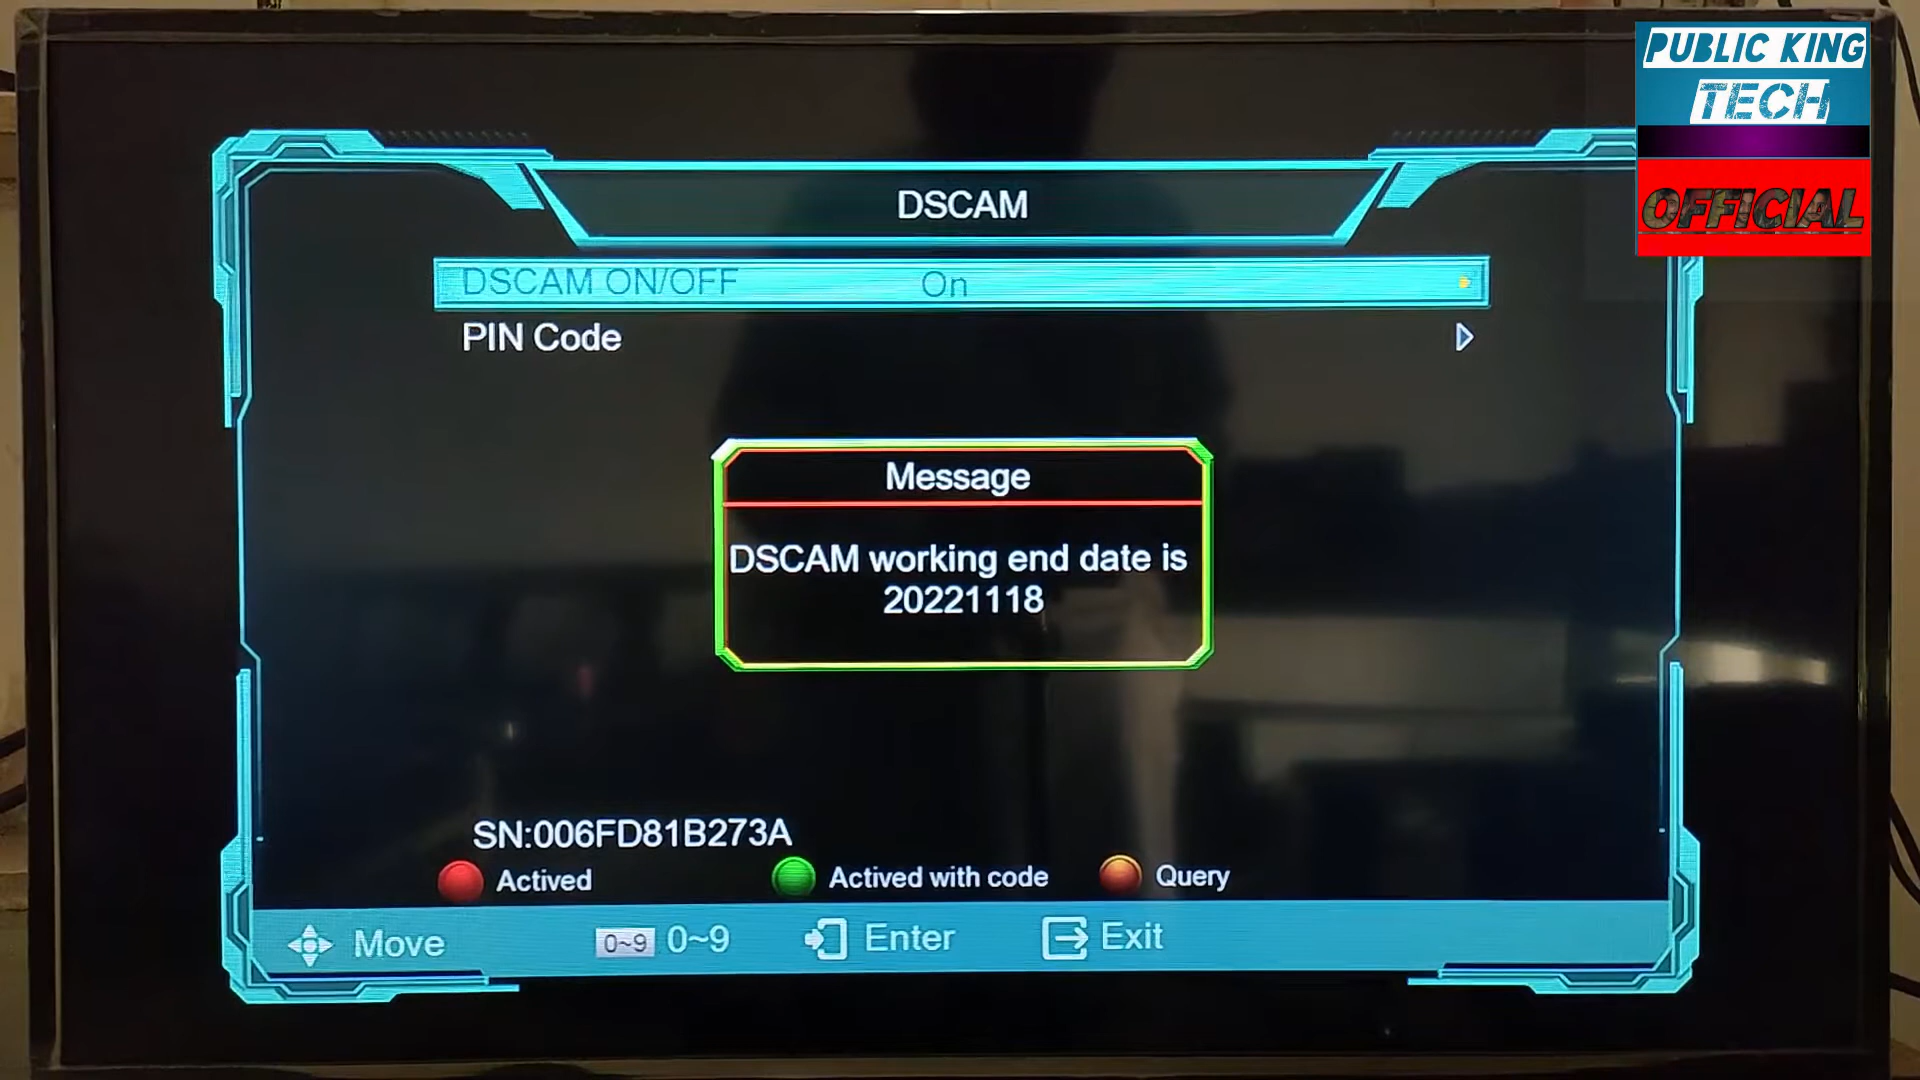 PUBLIC KING
TECH
OFFICIAL
DSCAM
DSCAM ON/OFF On
PIN Code
Message
DSCAM working end date is
20221118
SN:006FD81B273A
Actived Actived with code Query
Move 0~9 0~9 Enter Exit